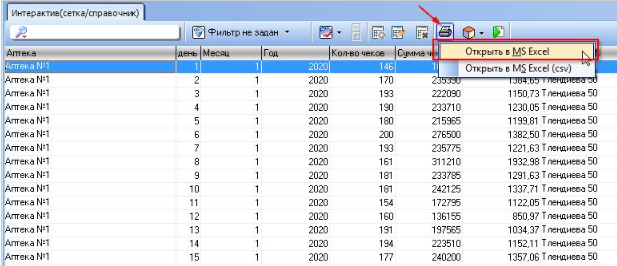 Интерактив(сетка/справочник)
Фильтр не задан
Аптека день Месяц Год Кол-во чеков Сумма че
Открыть в MS Excel
Открыть в MS Excel (csv)
Аптека №1 1 1 2020 146
Аптека №1 2 1 2020 170 235390 1384,65 Тлендиева 50
Аптека №1 3 1 2020 193 222090 1150,73 Тлендиева 50
Аптека №1 4 1 2020 190 233710 1230,05 Тлендиева 50
Аптека №1 5 1 2020 180 215965 1199,81 Тлендиева 50
Аптека №1 6 1 2020 200 276500 1382,50 Тлендиева 50
Аптека №1 7 1 2020 193 235775 1221,63 Тлендиева 50
Аптека №1 8 1 2020 161 311210 1932,98 Тлендиева 50
Аптека №1 9 1 2020 181 233785 1291,63 Тлендиева 50
Аптека №1 10 1 2020 181 242125 1337,71 Тлендиева 50
Аптека №1 11 1 2020 154 172795 1122,05 Тлендиева 50
Аптека №1 12 1 2020 160 136155 850,97 Тлендиева 50
Аптека №1 13 1 2020 191 197565 1034,37 Тлендиева 50
Аптека №1 14 1 2020 194 223510 1152,11 Тлендиева 50
Аптека №1 15 1 2020 177 240200 1357,06 Тлендиева 50